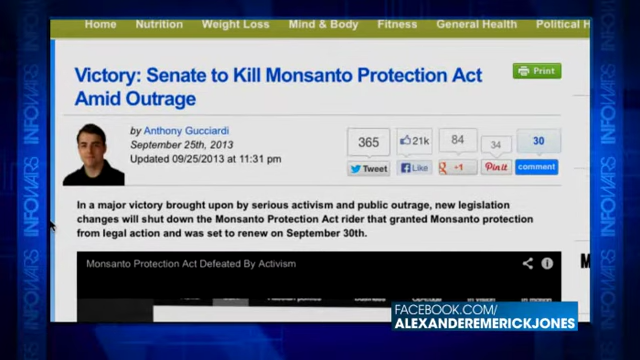 Home Nutrition Weight Loss Mind & Body Fitness General Health Political H
Victory: Senate to Kill Monsanto Protection Act
Amid Outrage
Print
by Anthony Gucciardi
September 25th, 2013
Updated 09/25/2013 at 11:31 pm
365 21k 84 34 30
Tweet Like +1 Pin it comment
In a major victory brought upon by serious activism and public outrage, new legislation
changes will shut down the Monsanto Protection Act rider that granted Monsanto protection
from legal action and was set to renew on September 30th.
Monsanto Protection Act Defeated By Activism
M
FACEBOOK.COM/
ALEXANDEREMERICKJONES
INFOWARS
INFOWARS
INFOWARS
INFOWARS